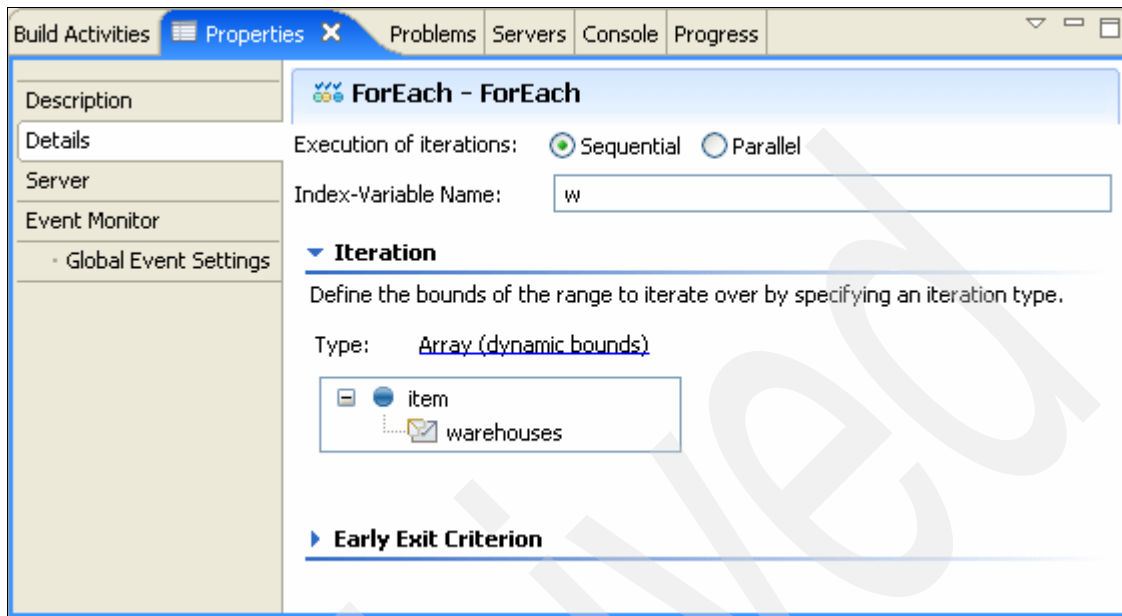 Build Activities Properties Problems Servers Console Progress
Description
Details
Server
Event Monitor
Global Event Settings
ForEach - ForEach
Execution of iterations: Sequential Parallel
Index-Variable Name: w
Iteration
Define the bounds of the range to iterate over by specifying an iteration type.
Type: Array (dynamic bounds)
item
warehouses
Early Exit Criterion